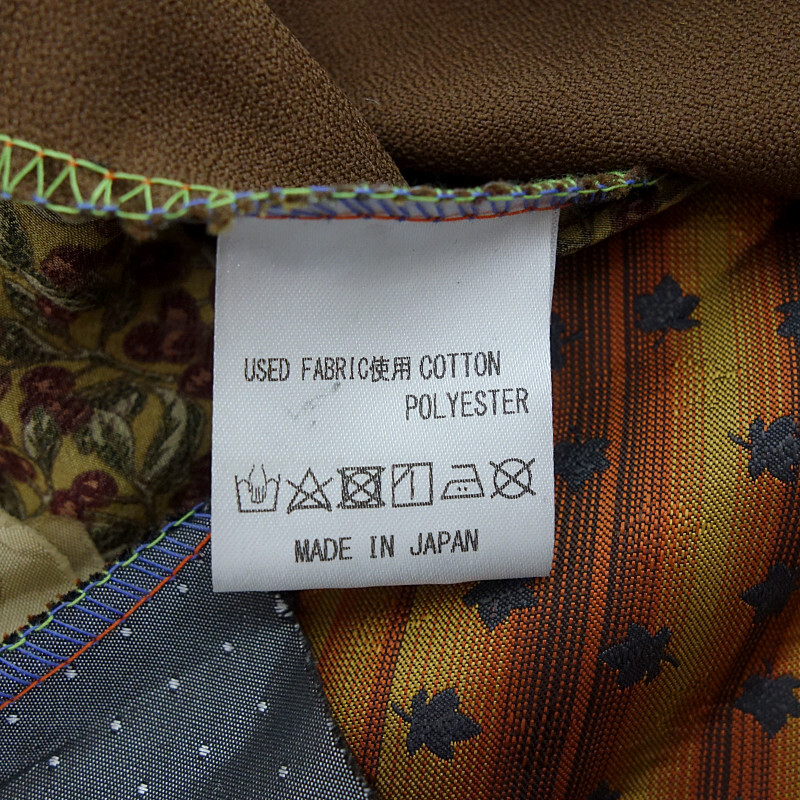 USED FABRIC使用 COTTON
POLYESTER
MADE IN JAPAN